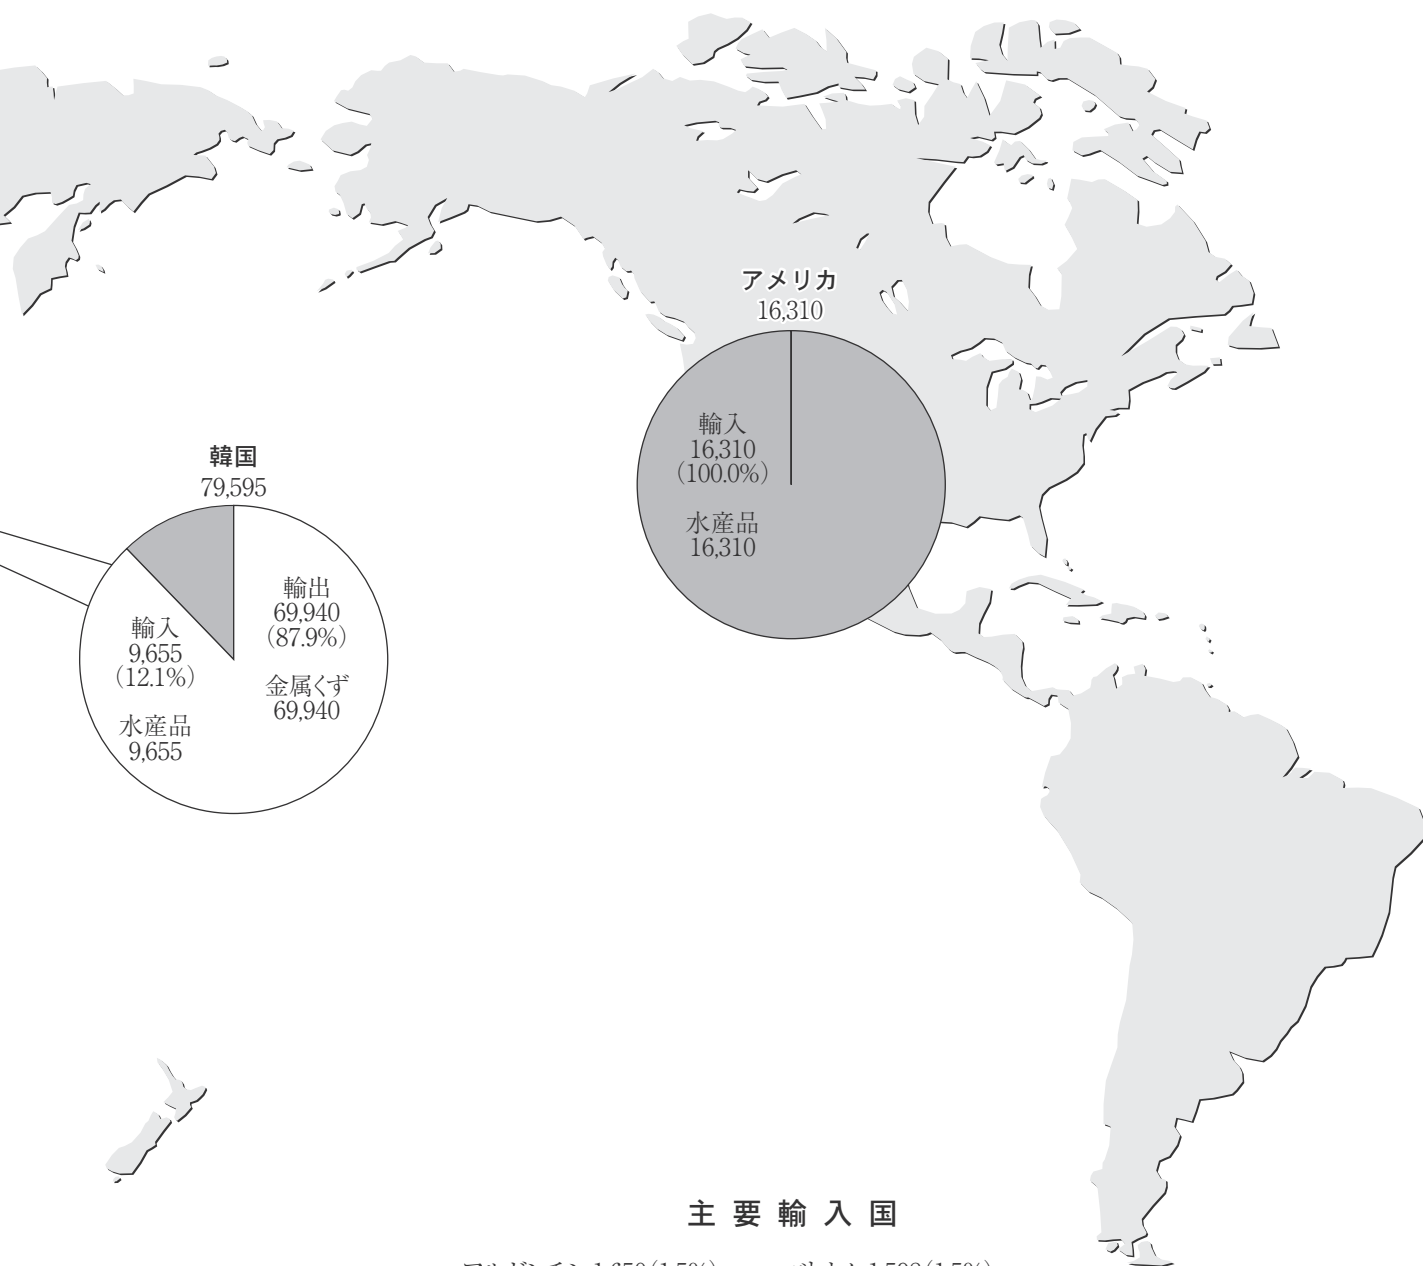 アメリカ
16,310
輸入
16,310
(100.0%)
水産品
16,310
韓国
79,595
輸出
69,940
(87.9%)
金属くず
69,940
輸入
9,655
(12.1%)
水産品
9,655
主要輸入国